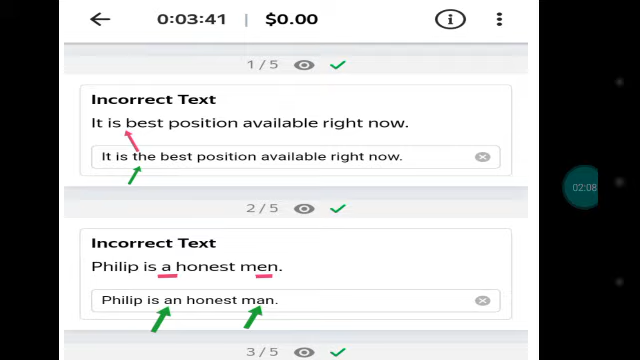 0:03:41 | $0.00
1 / 5
Incorrect Text
It is best position available right now.
It is the best position available right now.
02:08
2 / 5
Incorrect Text
Philip is a honest men.
Philip is an honest man.
3 / 5